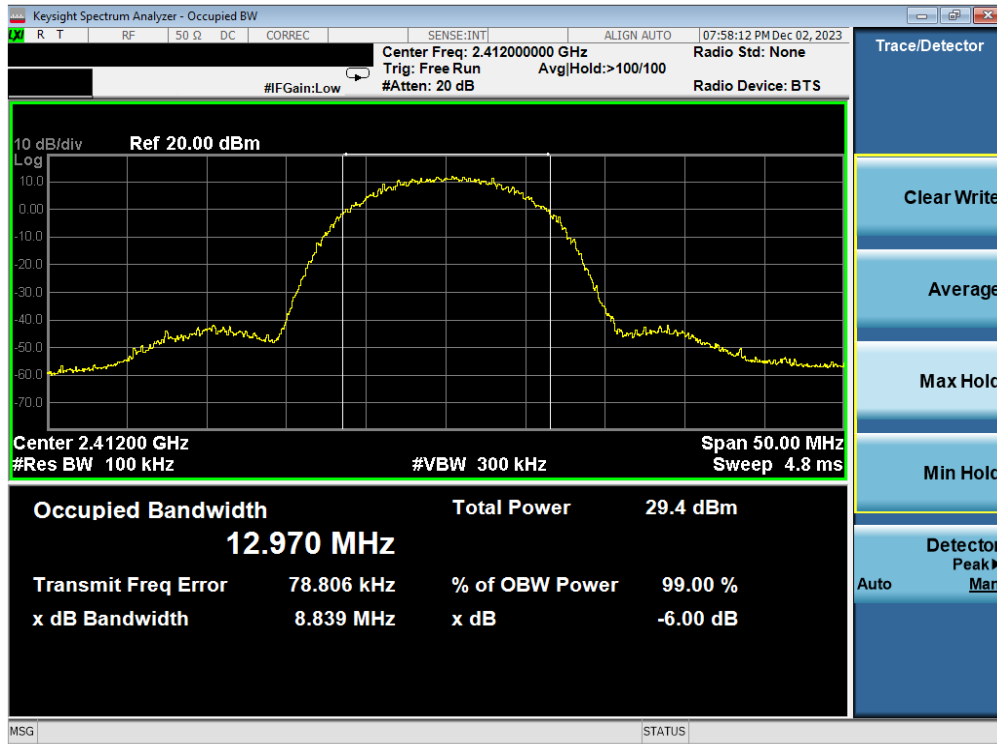 Keysight Spectrum Analyzer - Occupied BW
LXI R T RF 50 Ω DC CORREC SENSE:INT ALIGN AUTO 07:58:12 PM Dec 02, 2023
Center Freq: 2.412000000 GHz Radio Std: None
Trig: Free Run Avg|Hold:>100/100
#IFGain:Low #Atten: 20 dB Radio Device: BTS
Trace/Detector
10 dB/div Ref 20.00 dBm
Log
10.0
0.00
-10.0
-20.0
-30.0
-40.0
-50.0
-60.0
-70.0
Center 2.41200 GHz Span 50.00 MHz
#Res BW 100 kHz #VBW 300 kHz Sweep 4.8 ms
Clear Write
Average
Max Hold
Min Hold
Detector
Peak▶
Auto Man
Occupied Bandwidth Total Power 29.4 dBm
12.970 MHz
Transmit Freq Error 78.806 kHz % of OBW Power 99.00 %
x dB Bandwidth 8.839 MHz x dB -6.00 dB
MSG STATUS